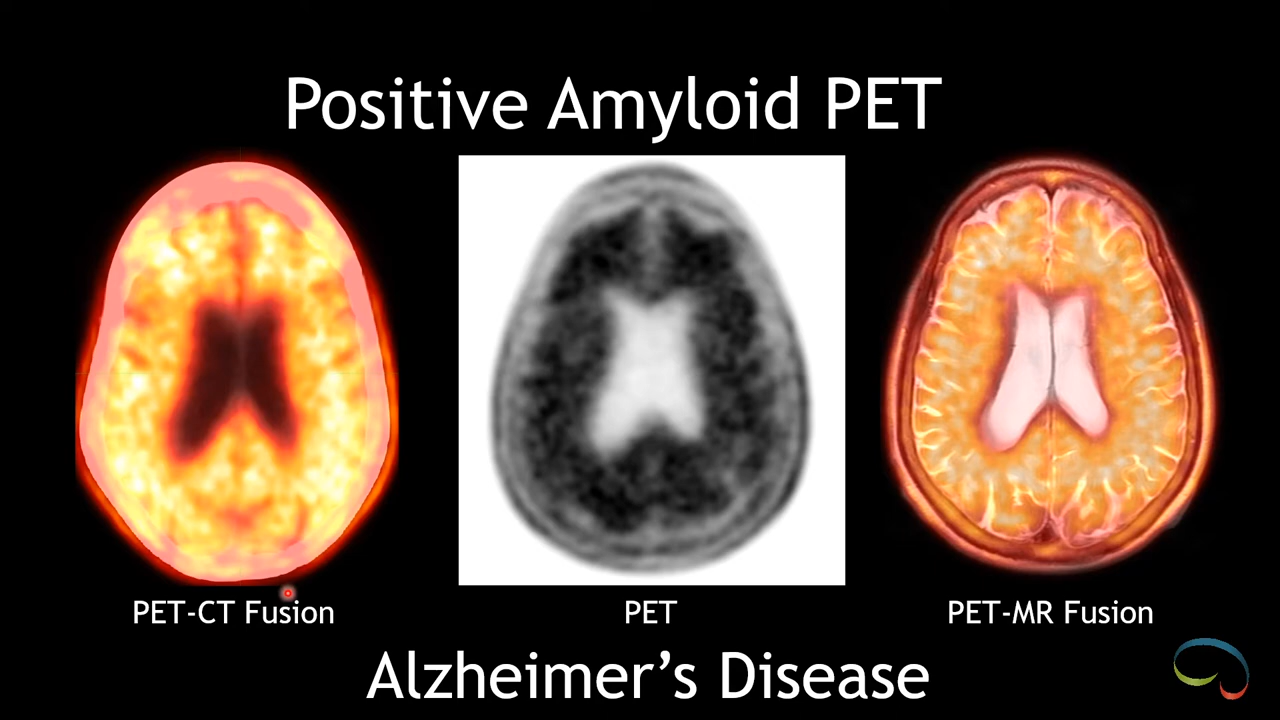 Positive Amyloid PET
PET-CT Fusion
PET
PET-MR Fusion
Alzheimer’s Disease